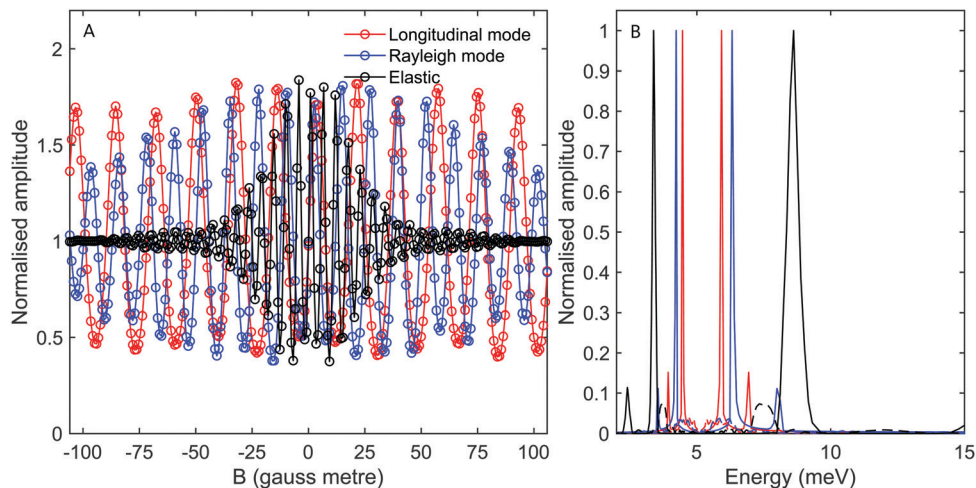 A
Longitudinal mode
Rayleigh mode
Elastic
2
1.5
1
0.5
0
Normalised amplitude
-100 -75 -50 -25 0 25 50 75 100
B (gauss metre)
B
1
0.9
0.8
0.7
0.6
0.5
0.4
0.3
0.2
0.1
0
Normalised amplitude
5 10 15
Energy (meV)